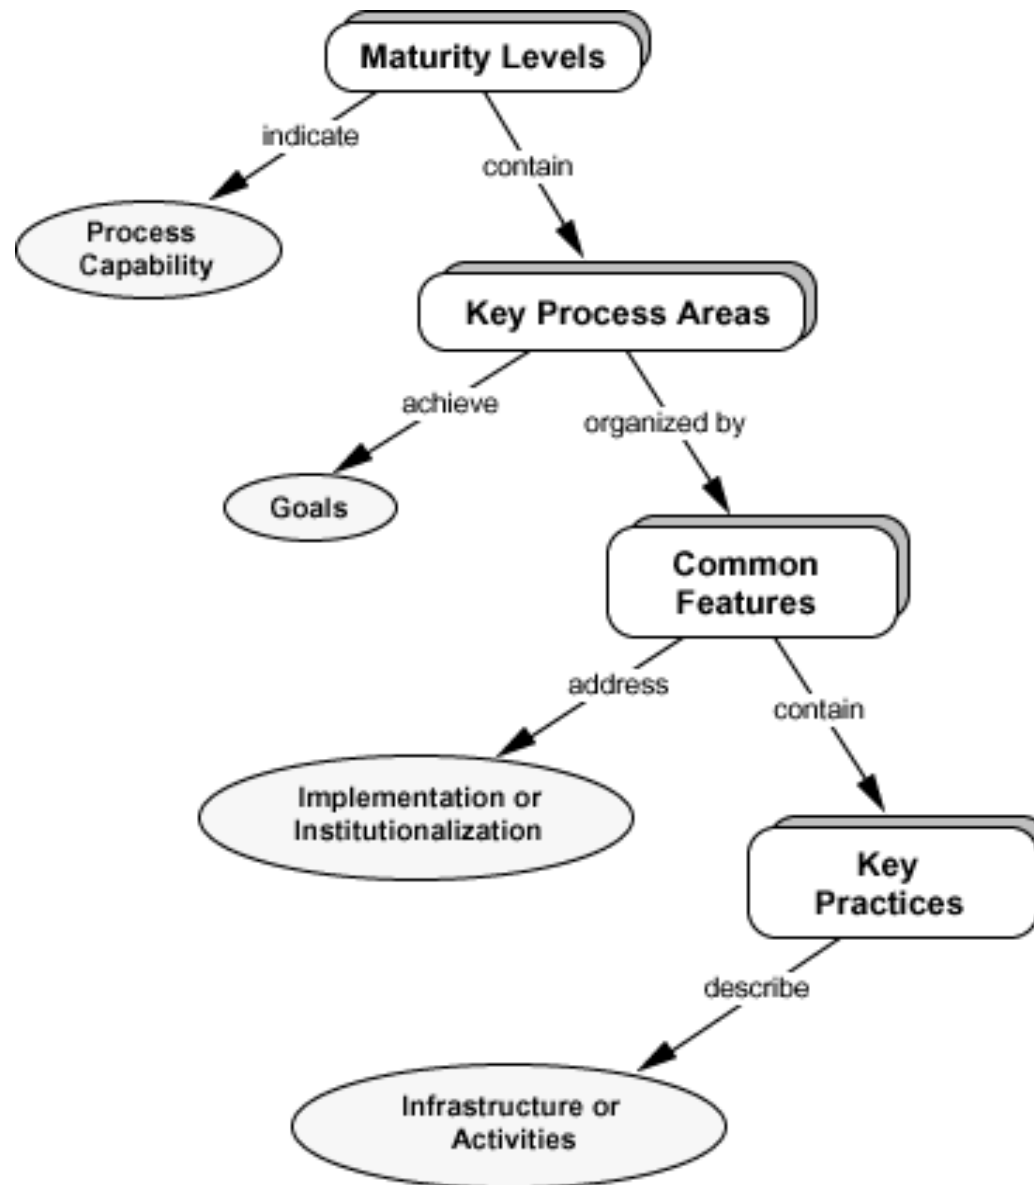 Maturity Levels
indicate
contain
Process
Capability
Key Process Areas
achieve
organized by
Goals
Common
Features
address
contain
Implementation or
Institutionalization
Key
Practices
describe
Infrastructure or
Activities